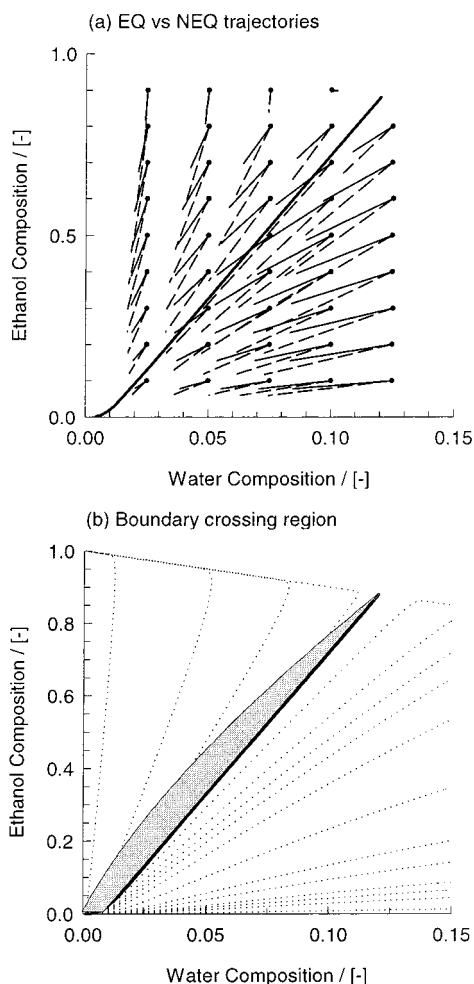 (a) EQ vs NEQ trajectories
1.0
0.5
0.0
Ethanol Composition / [-]
0.00
0.05
0.10
0.15
Water Composition / [-]
(b) Boundary crossing region
1.0
0.8
0.6
0.4
0.2
0.0
Ethanol Composition / [-]
0.00
0.05
0.10
0.15
Water Composition / [-]